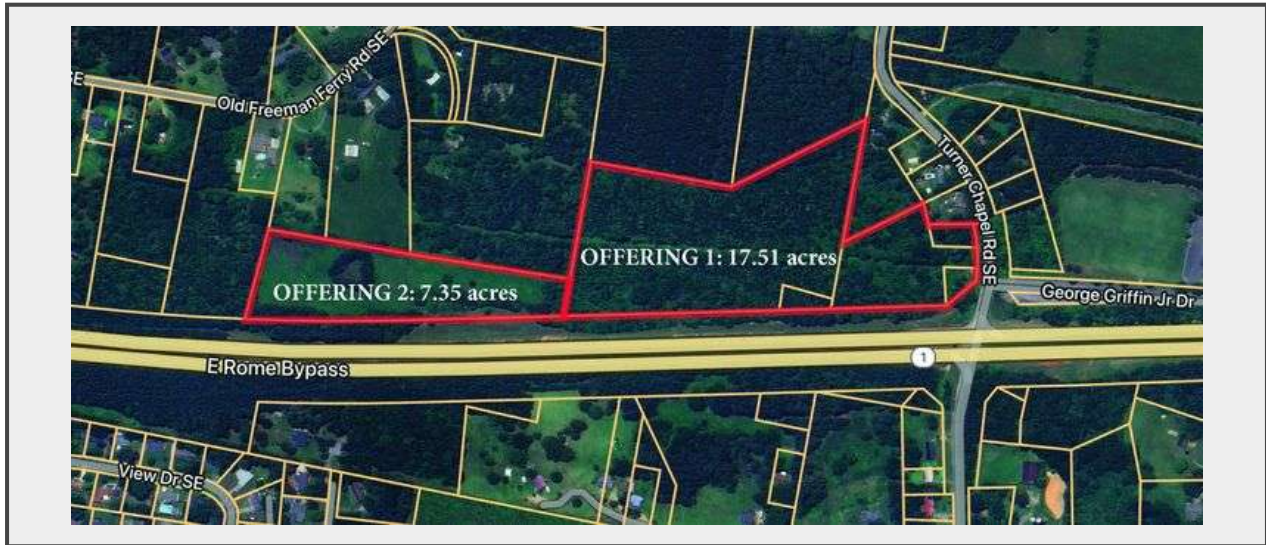 SE
Old Freeman Ferry Rd SE
Turner Chapel Rd SE
OFFERING 1: 17.51 acres
OFFERING 2: 7.35 acres
George Griffin Jr Dr
E Rome Bypass
1
View Dr SE